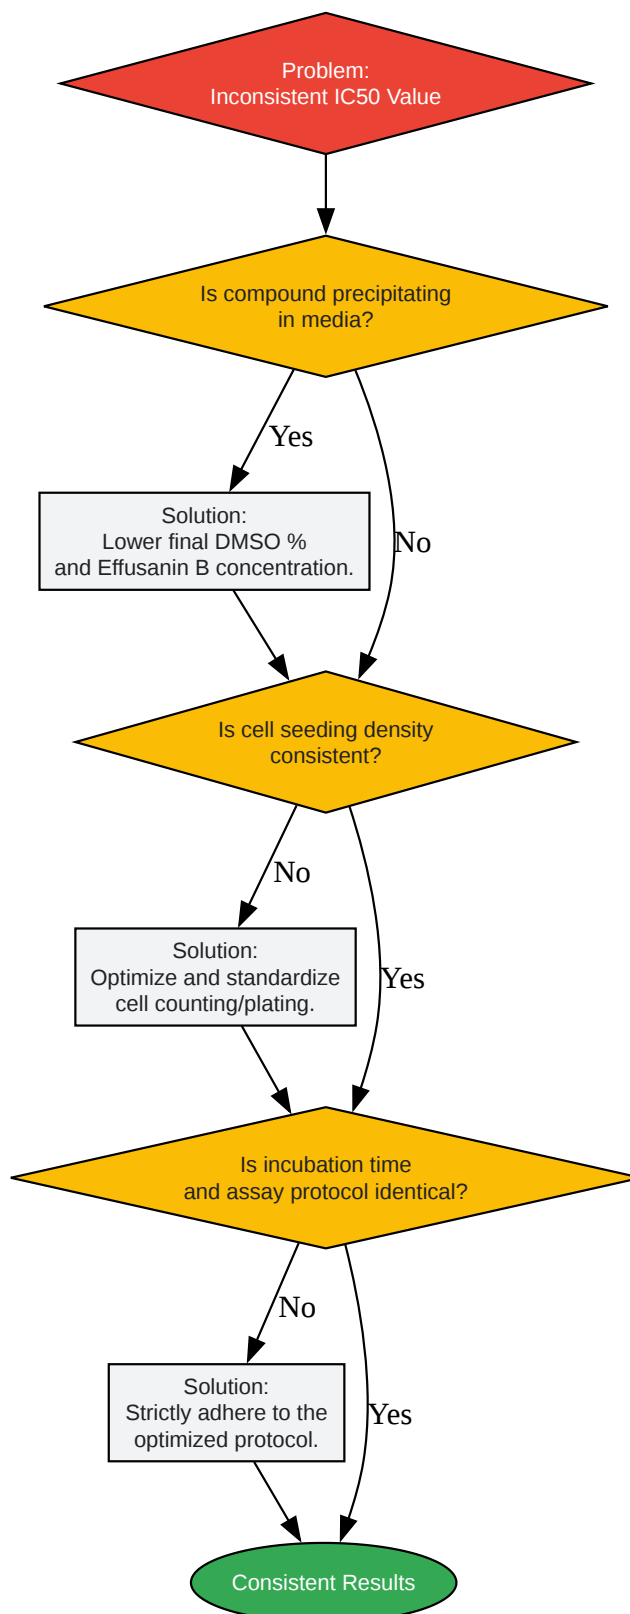 Problem:
Inconsistent IC50 Value
Is compound precipitating
in media?
Yes
Solution:
Lower final DMSO %
and Effusanin B concentration.
No
Is cell seeding density
consistent?
No
Solution:
Optimize and standardize
cell counting/plating.
Yes
Is incubation time
and assay protocol identical?
No
Solution:
Strictly adhere to the
optimized protocol.
Yes
Consistent Results